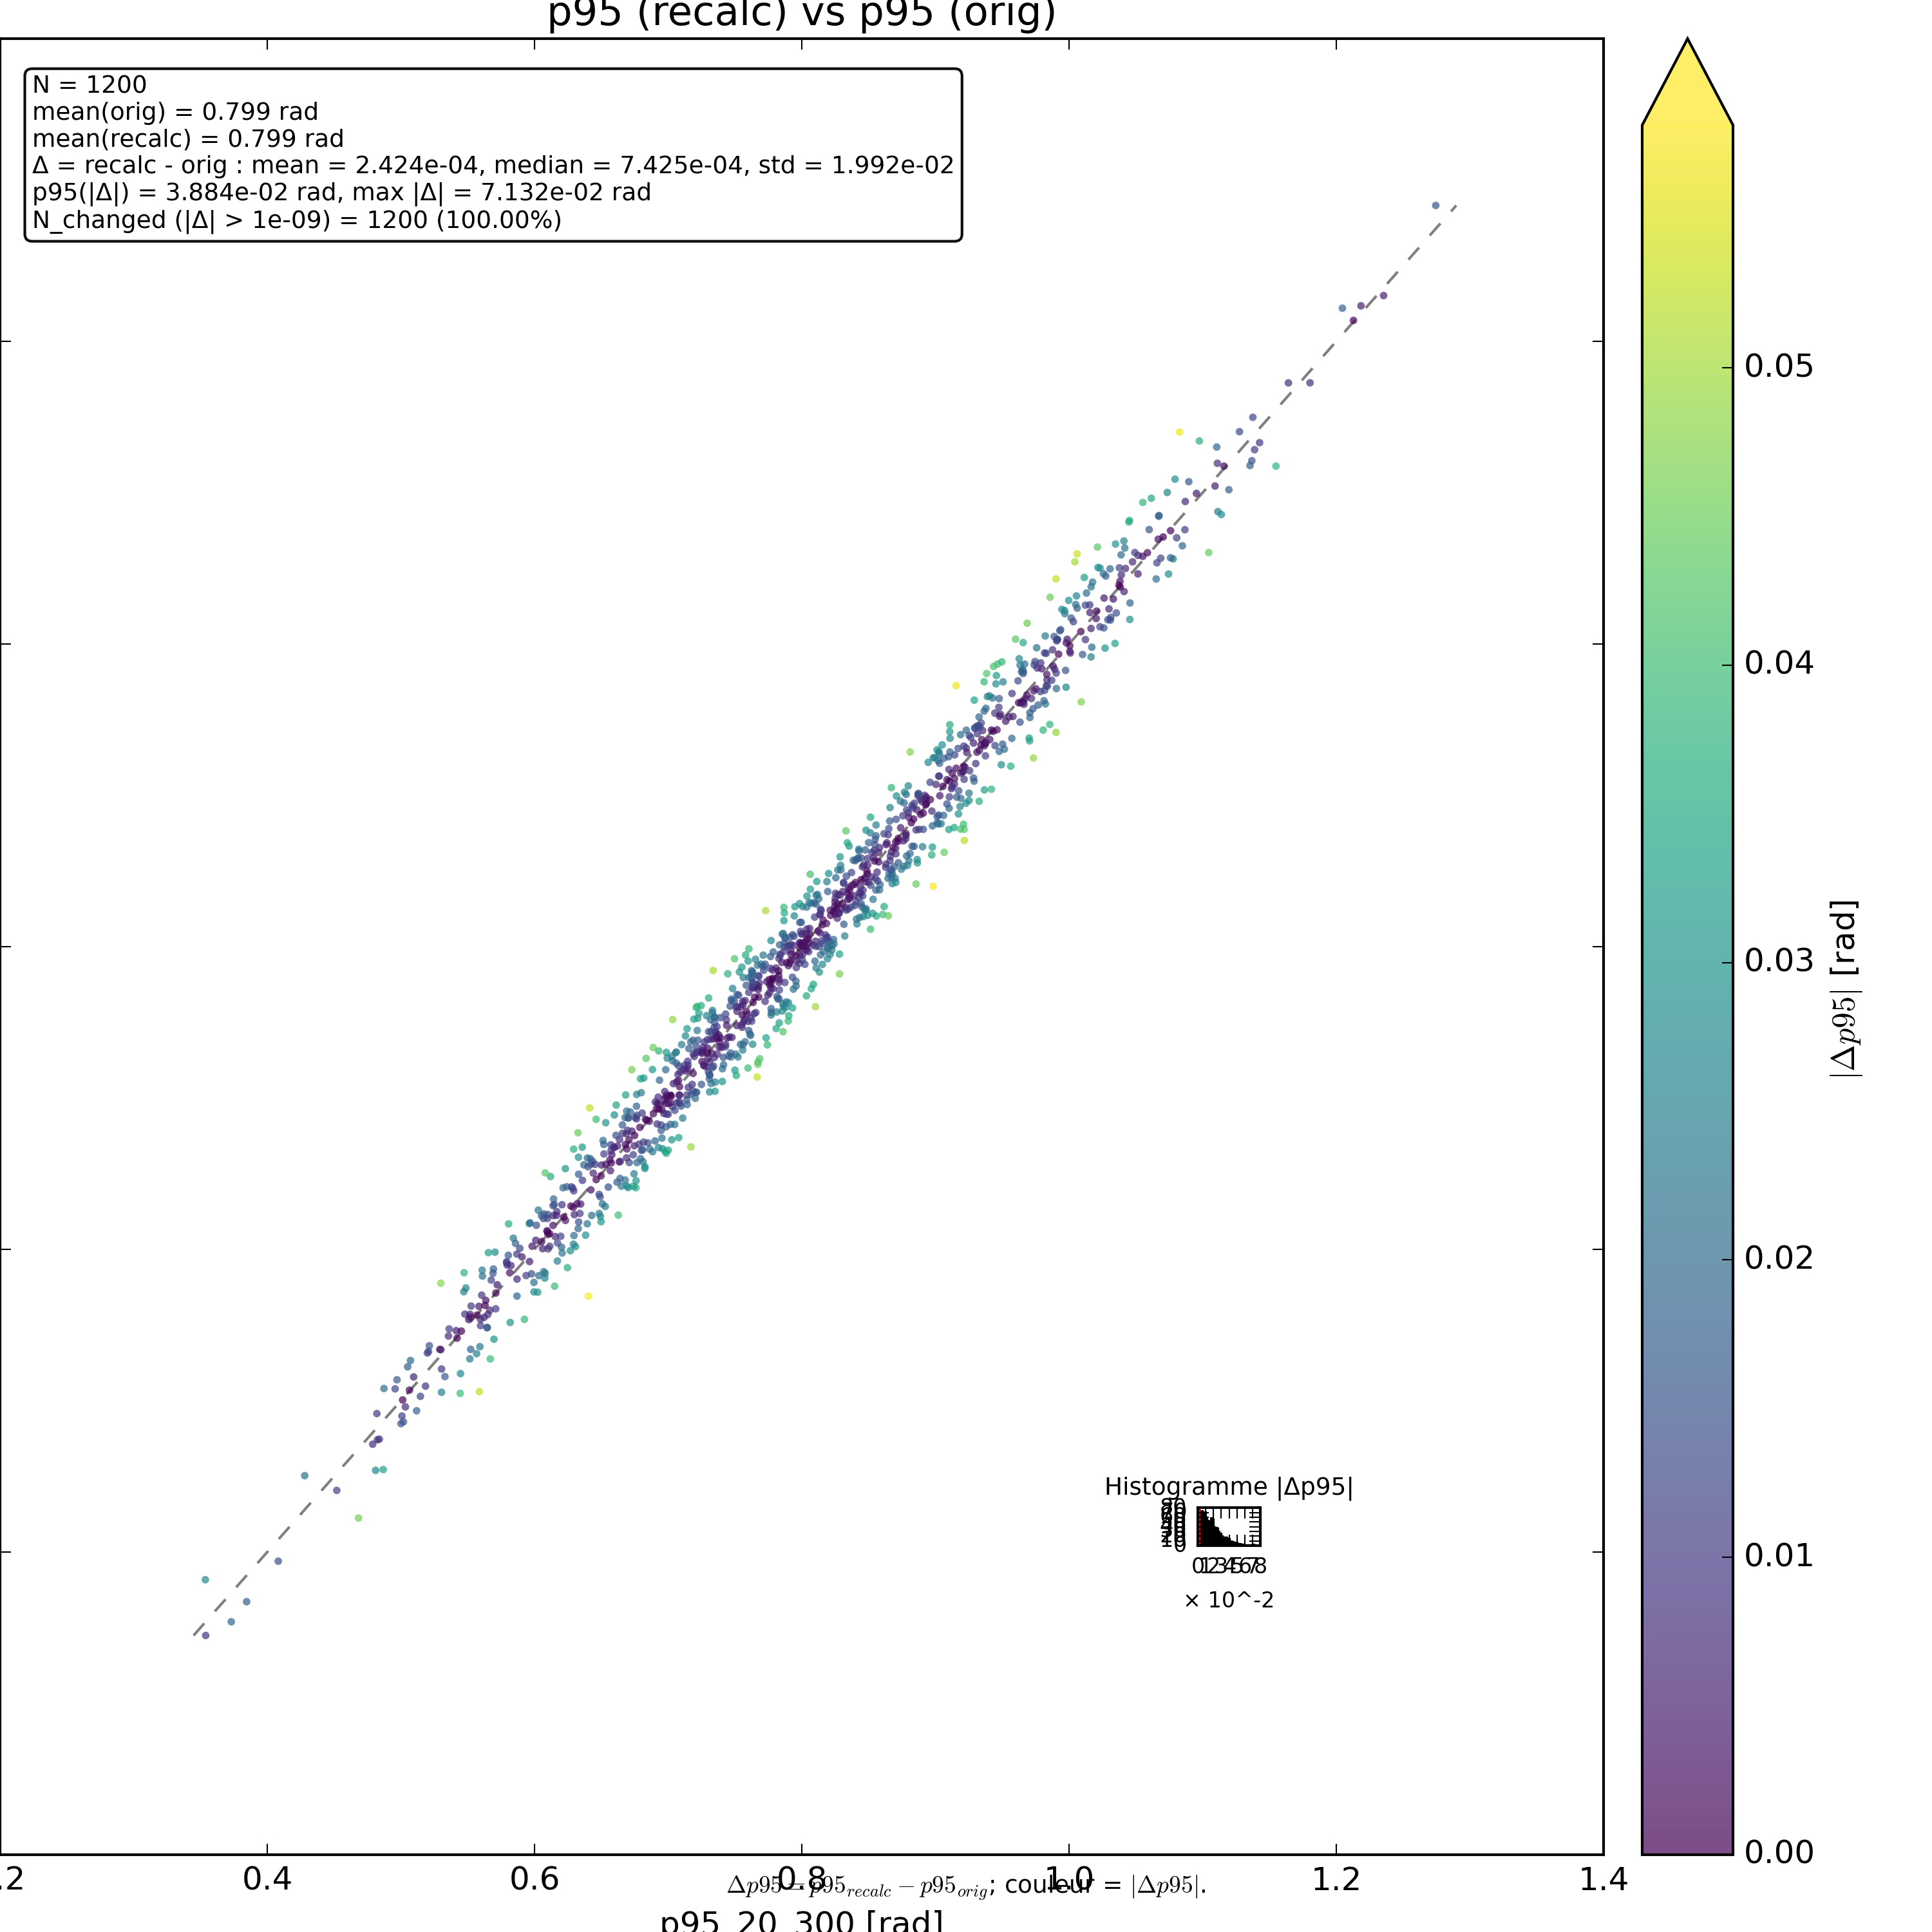 p95 (recalc) vs p95 (orig)
N = 1200
mean(orig) = 0.799 rad
mean(recalc) = 0.799 rad
Δ = recalc - orig : mean = 2.424e-04, median = 7.425e-04, std = 1.992e-02
p95(|Δ|) = 3.884e-02 rad, max |Δ| = 7.132e-02 rad
N_changed (|Δ| > 1e-09) = 1200 (100.00%)
0.05
0.04
0.03
0.02
0.01
0.00
|Δp95| [rad]
Histogramme |Δp95|
× 10^-2
.2 0.4 0.6 0.8 1.0 1.2 1.4
Δp95 = p95recalc − p95orig; couleur = |Δp95|.
p95_20_300 [rad]